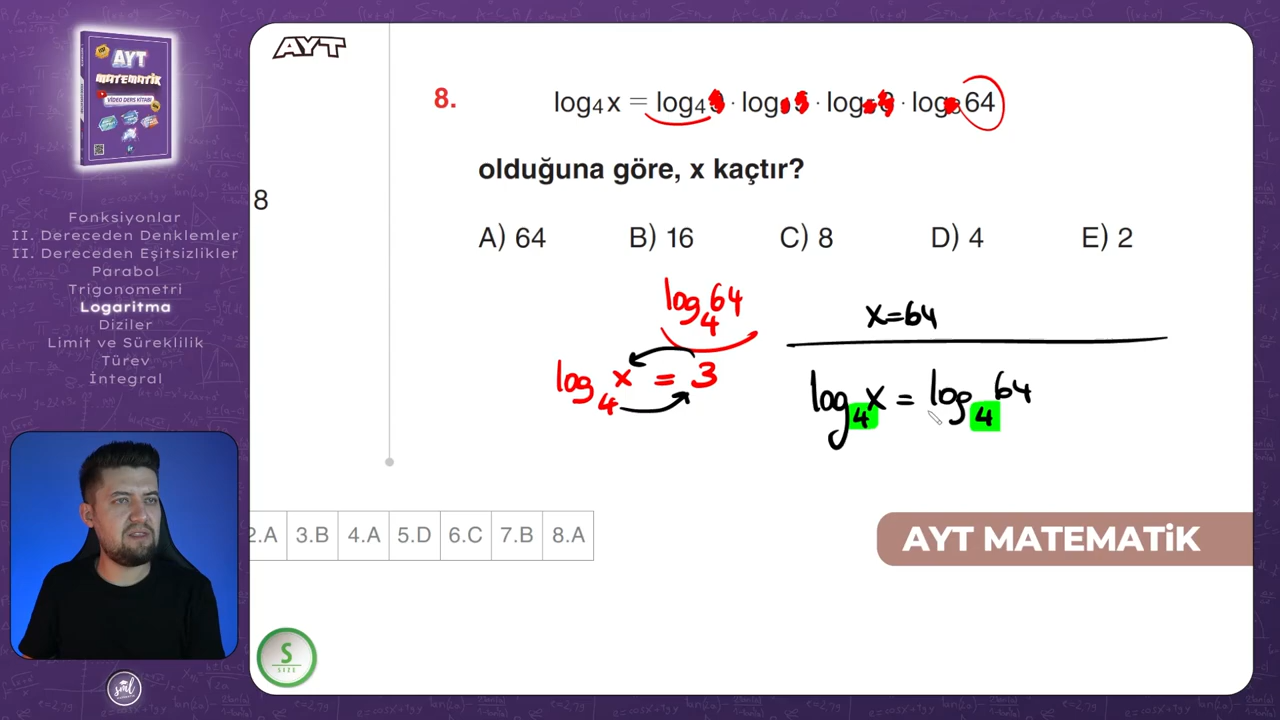 AYT
MATEMATİK
VİDEO DERS KİTABI
Fonksiyonlar
II. Dereceden Denklemler
II. Dereceden Eşitsizlikler
Parabol
Trigonometri
Logaritma
Diziler
Limit ve Süreklilik
Türev
İntegral
sml
AYT
8
8.
log₄x = log₄ · log · log · log 64
olduğuna göre, x kaçtır?
A) 64 B) 16 C) 8 D) 4 E) 2
log₄64
log₄x = 3
x=64
log₄x = log₄64
2.A 3.B 4.A 5.D 6.C 7.B 8.A
AYT MATEMATİK
S
SIZE